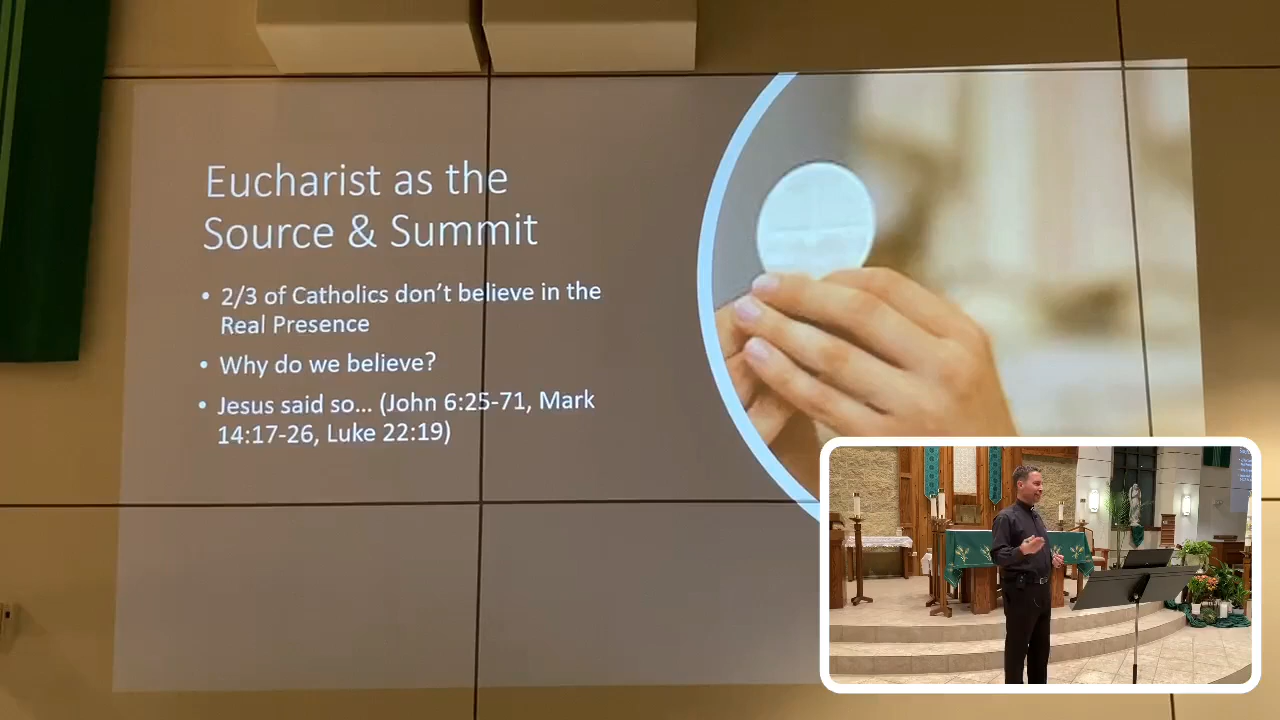 Eucharist as the
Source & Summit
• 2/3 of Catholics don't believe in the
Real Presence
• Why do we believe?
• Jesus said so... (John 6:25-71, Mark
14:17-26, Luke 22:19)